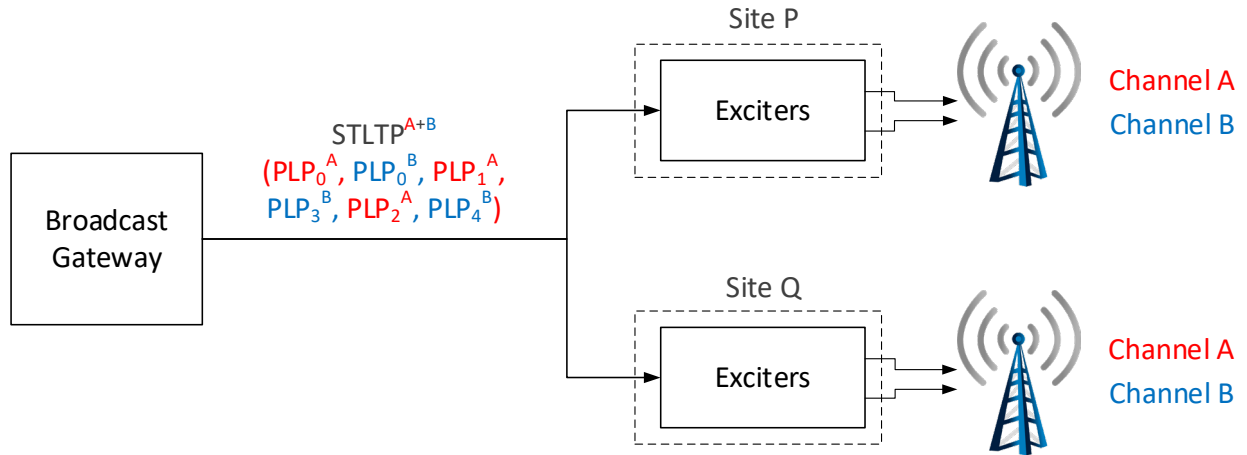 Site P
Exciters
Channel A
Channel B
STLTP^A+B
(PLP₀^A, PLP₀^B, PLP₁^A,
PLP₃^B, PLP₂^A, PLP₄^B)
Broadcast
Gateway
Site Q
Exciters
Channel A
Channel B